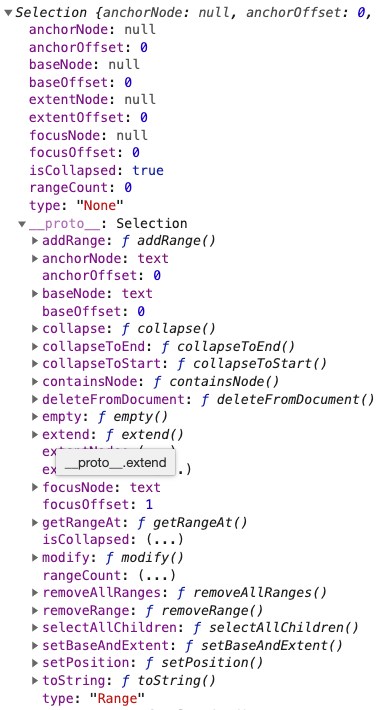 Selection {anchorNode: null, anchorOffset: 0,
anchorNode: null
anchorOffset: 0
baseNode: null
baseOffset: 0
extentNode: null
extentOffset: 0
focusNode: null
focusOffset: 0
isCollapsed: true
rangeCount: 0
type: "None"
__proto__: Selection
addRange: ƒ addRange()
anchorNode: text
anchorOffset: 0
baseNode: text
baseOffset: 0
collapse: ƒ collapse()
collapseToEnd: ƒ collapseToEnd()
collapseToStart: ƒ collapseToStart()
containsNode: ƒ containsNode()
deleteFromDocument: ƒ deleteFromDocument()
empty: ƒ empty()
extend: ƒ extend()
__proto__.extend
focusNode: text
focusOffset: 1
getRangeAt: ƒ getRangeAt()
isCollapsed: (...)
modify: ƒ modify()
rangeCount: (...)
removeAllRanges: ƒ removeAllRanges()
removeRange: ƒ removeRange()
selectAllChildren: ƒ selectAllChildren()
setBaseAndExtent: ƒ setBaseAndExtent()
setPosition: ƒ setPosition()
toString: ƒ toString()
type: "Range"